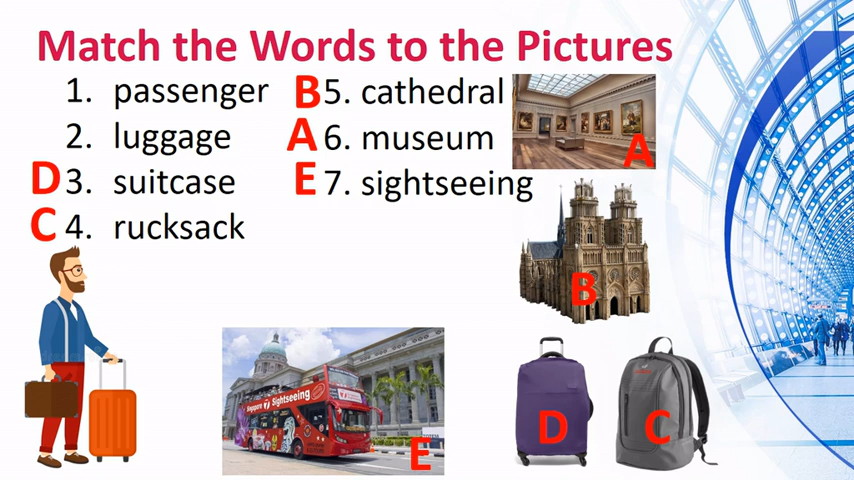 Match the Words to the Pictures
1. passenger
2. luggage
D 3. suitcase
C 4. rucksack
B 5. cathedral
A 6. museum
E 7. sightseeing
A
B
Singapore Sightseeing
E
D
C